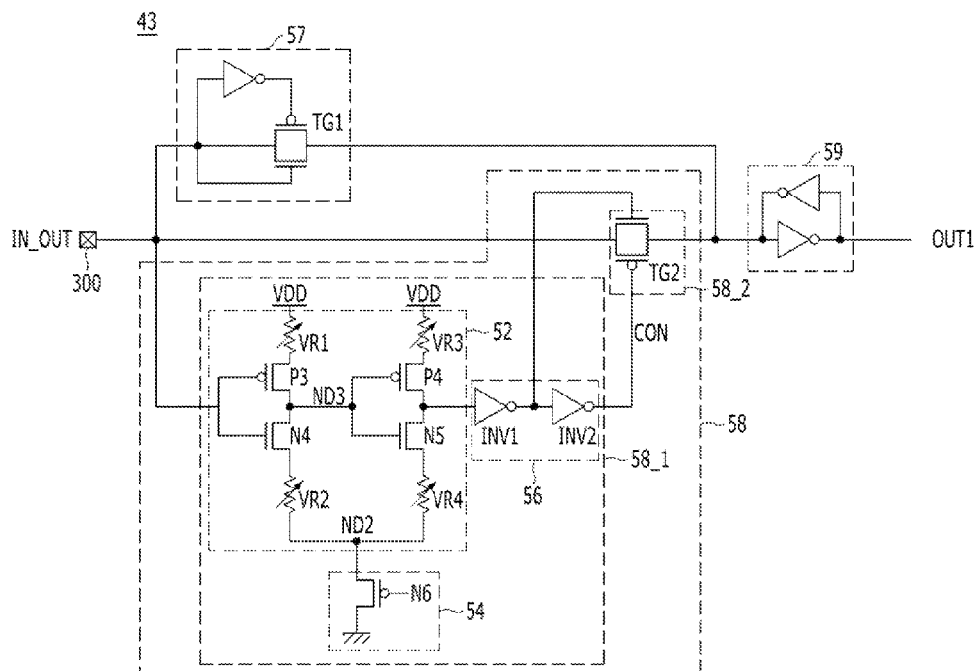 43
57
TG1
59
IN_OUT
OUT1
300
TG2
58_2
VDD
VDD
52
VR1
VR3
CON
P3
P4
ND3
N4
N5
INV1
INV2
58
58_1
56
VR2
VR4
ND2
N6
54